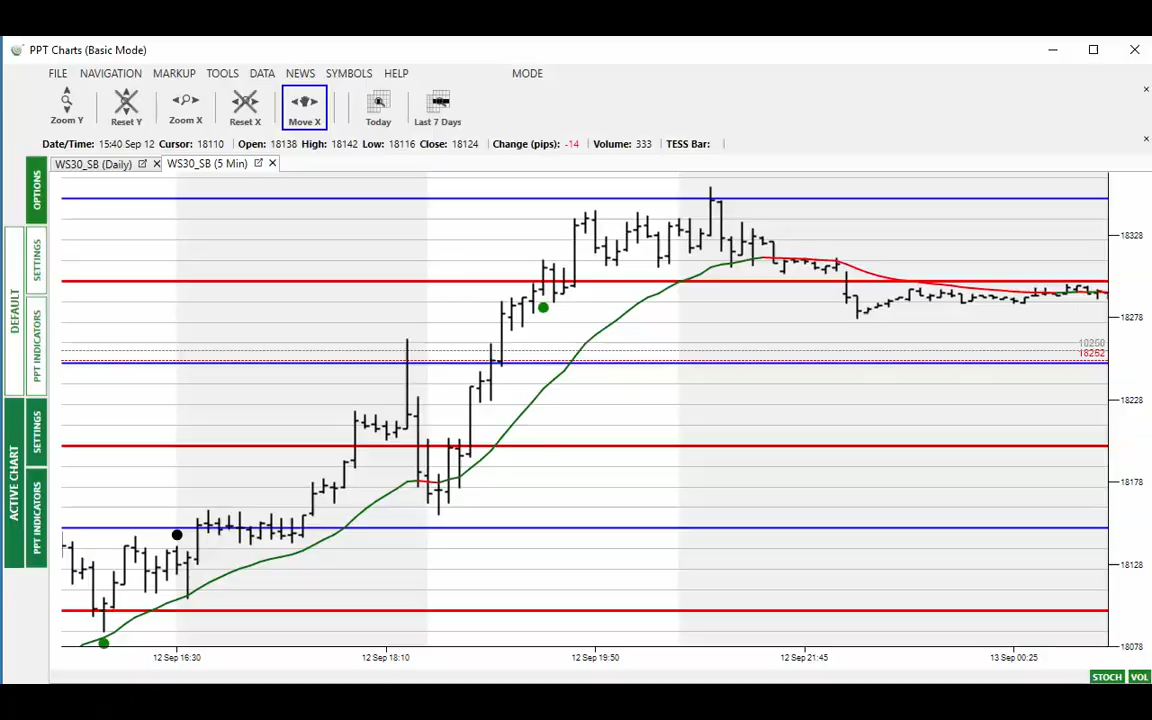 PPT Charts (Basic Mode)
FILE NAVIGATION MARKUP TOOLS DATA NEWS SYMBOLS HELP MODE
Zoom Y Reset Y Zoom X Reset X Move X Today Last 7 Days
Date/Time: 15:40 Sep 12 Cursor: 18110 Open: 18138 High: 18142 Low: 18116 Close: 18124 Change (pips): -14 Volume: 333 TESS Bar:
WS30_SB (Daily) WS30_SB (5 Min)
OPTIONS
DEFAULT
SETTINGS
PPT INDICATORS
ACTIVE CHART
SETTINGS
PPT INDICATORS
18328
18278
18250
18252
18228
18178
18128
18078
12 Sep 16:30 12 Sep 18:10 12 Sep 19:50 12 Sep 21:45 13 Sep 00:25
STOCH VOL